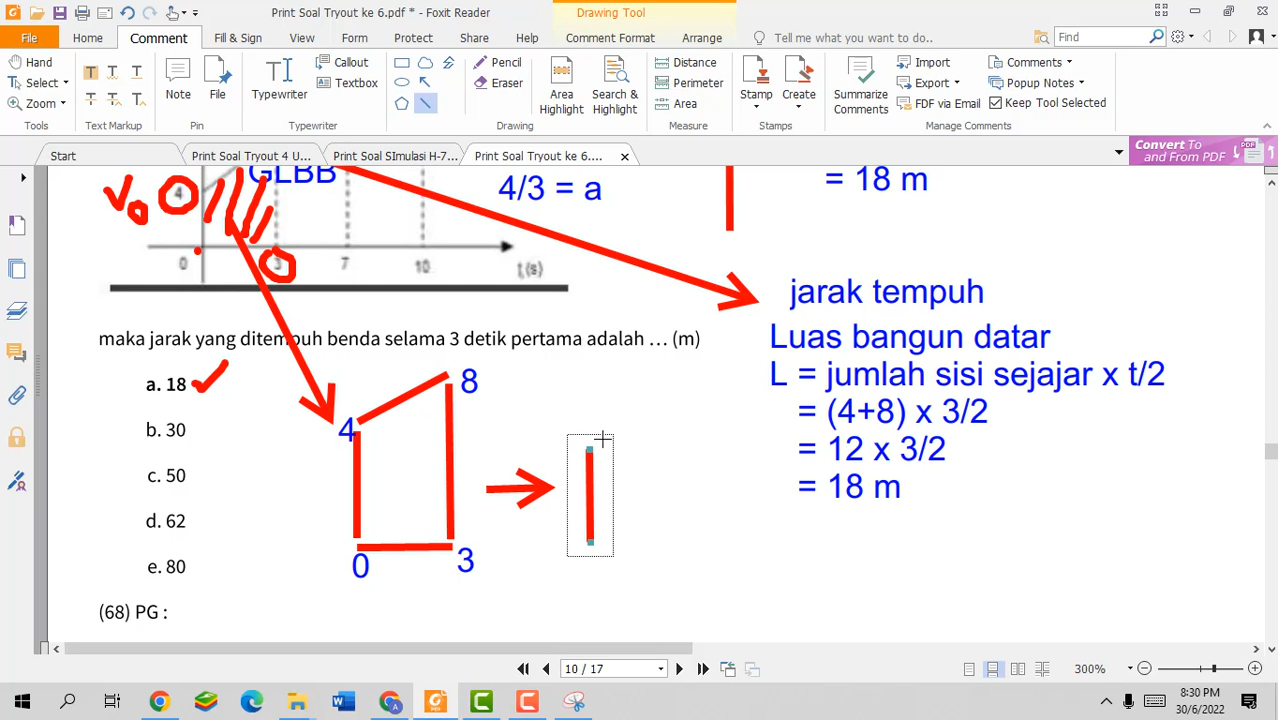 Print Soal Tryout ke 6.pdf * - Foxit Reader
Drawing Tool
File
Home
Comment
Fill & Sign
View
Form
Protect
Share
Help
Comment Format
Arrange
Tell me what you want to do..
Find
Hand
Select
Zoom
Tools
Text Markup
Note
File
Pin
Typewriter
Callout
Textbox
Typewriter
Pencil
Eraser
Drawing
Area Highlight
Search & Highlight
Distance
Perimeter
Area
Measure
Stamp
Create
Stamps
Summarize Comments
Import
Export
FDF via Email
Comments
Popup Notes
Keep Tool Selected
Manage Comments
Start
Print Soal Tryout 4 U...
Print Soal SImulasi H-7...
Print Soal Tryout ke 6....
Convert To
and From PDF
PDF
GLBB
4
V₀
0
3
7
10
t,(s)
4/3 = a
= 18 m
jarak tempuh
Luas bangun datar
L = jumlah sisi sejajar x t/2
= (4+8) x 3/2
= 12 x 3/2
= 18 m
maka jarak yang ditempuh benda selama 3 detik pertama adalah … (m)
a. 18
b. 30
c. 50
d. 62
e. 80
4
8
0
3
(68) PG :
10 / 17
300%
8:30 PM
30/6/2022